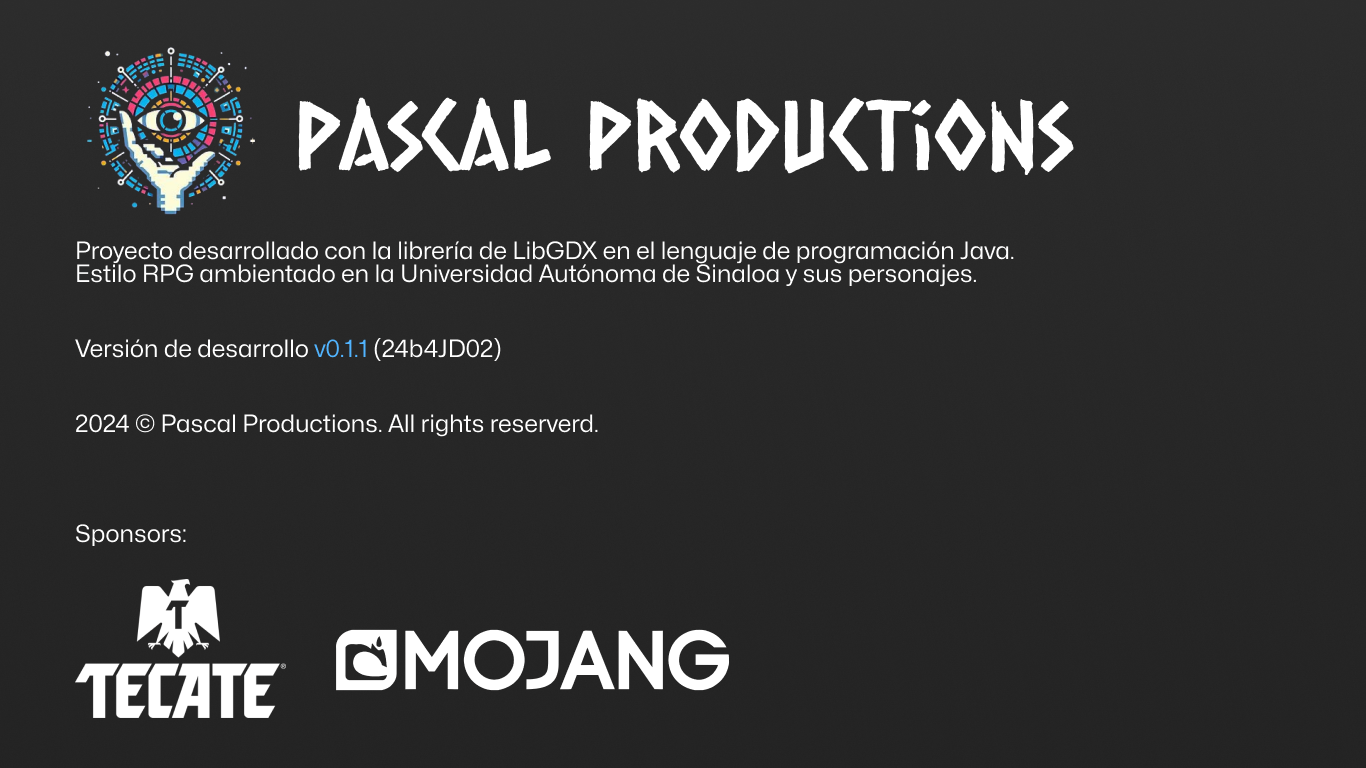 PASCAL PRODUCTiONS
Proyecto desarrollado con la librería de LibGDX en el lenguaje de programación Java.
Estilo RPG ambientado en la Universidad Autónoma de Sinaloa y sus personajes.
Versión de desarrollo v0.1.1 (24b4JD02)
2024 © Pascal Productions. All rights reserverd.
Sponsors:
T
TECATE®
MOJANG